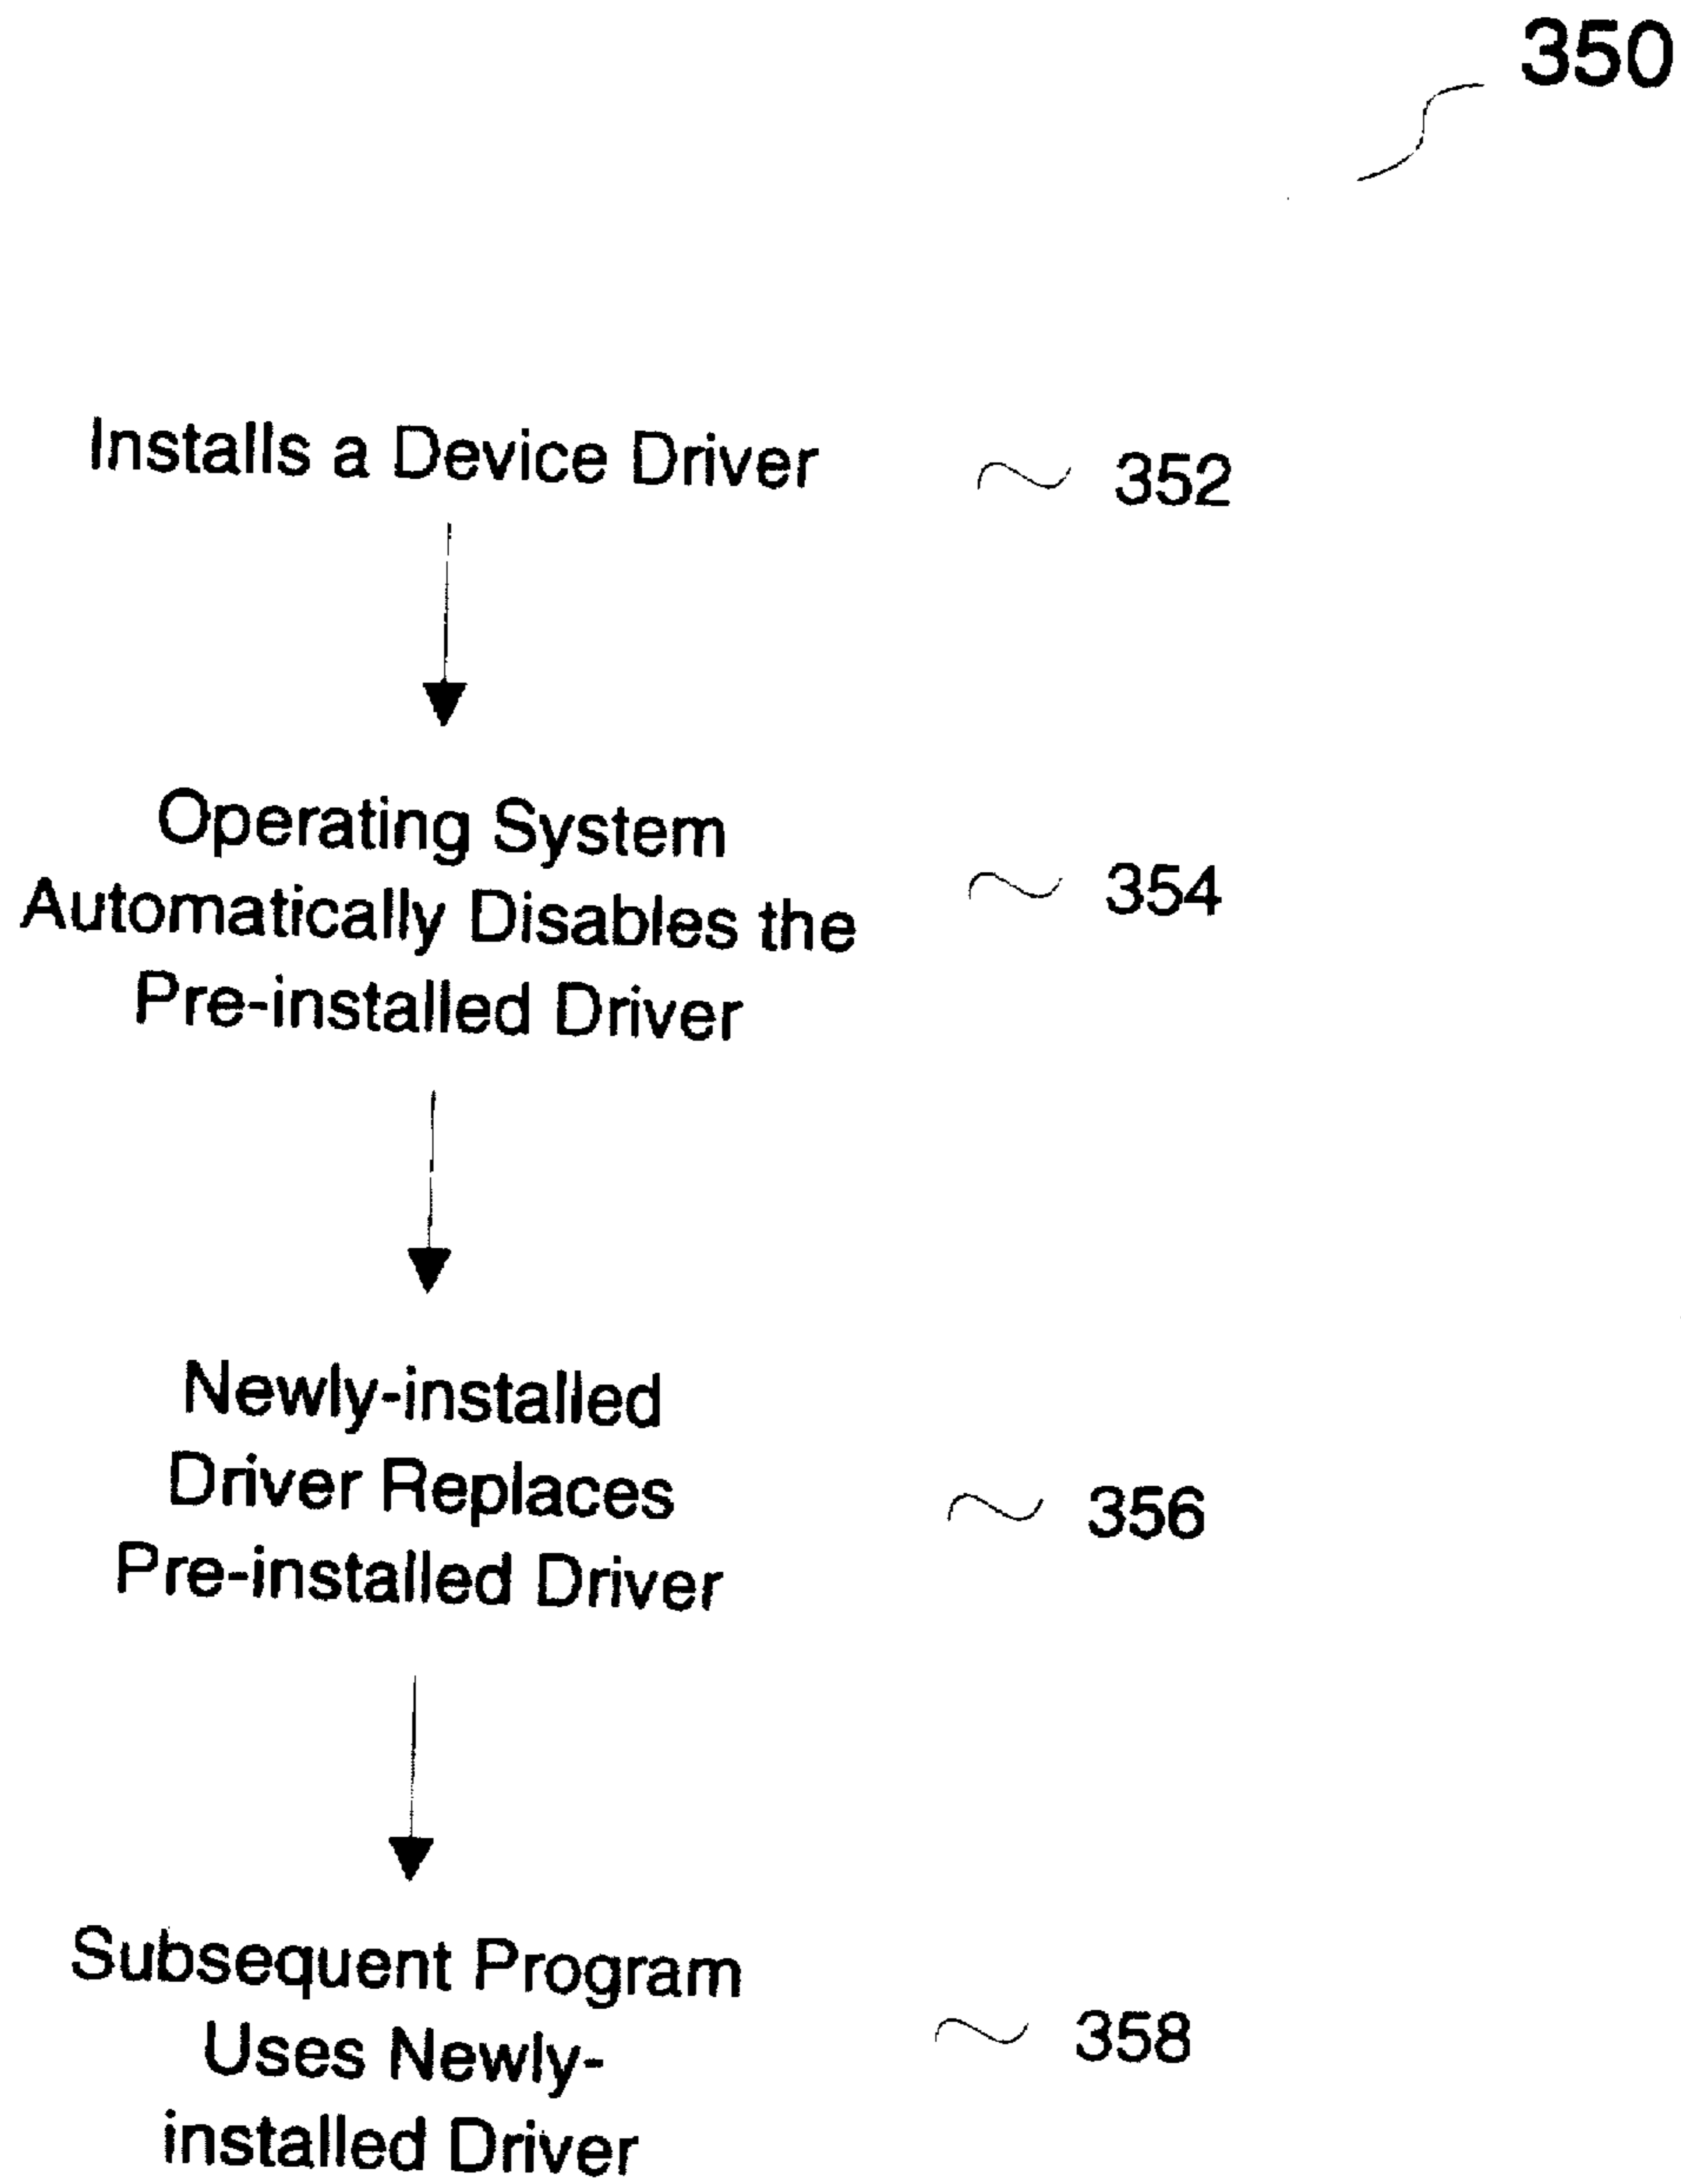 350
Installs a Device Driver
352
Operating System
Automatically Disables the
Pre-installed Driver
354
Newly-installed
Driver Replaces
Pre-installed Driver
356
Subsequent Program
Uses Newly-
installed Driver
358